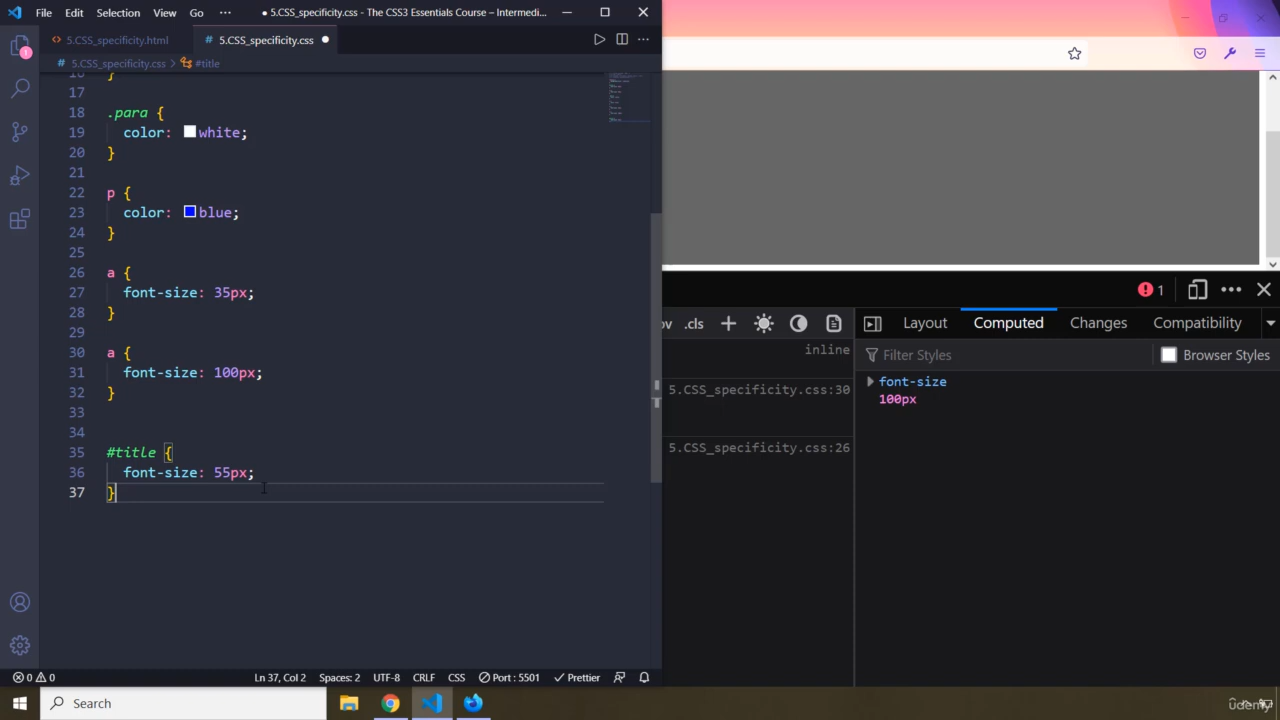 File Edit Selection View Go ··· ● 5.CSS_specificity.css - The CSS3 Essentials Course – Intermedi...
5.CSS_specificity.html # 5.CSS_specificity.css
# 5.CSS_specificity.css > #title
16 }
17
18 .para {
19 color: white;
20 }
21
22 p {
23 color: blue;
24 }
25
26 a {
27 font-size: 35px;
28 }
29
30 a {
31 font-size: 100px;
32 }
33
34
35 #title {
36 font-size: 55px;
37 }
1
1
.cls + Layout Computed Changes Compatibility
inline
Filter Styles Browser Styles
5.CSS_specificity.css:30
font-size
100px
5.CSS_specificity.css:26
0 0 Ln 37, Col 2 Spaces: 2 UTF-8 CRLF CSS Port : 5501 Prettier
Search
udemy